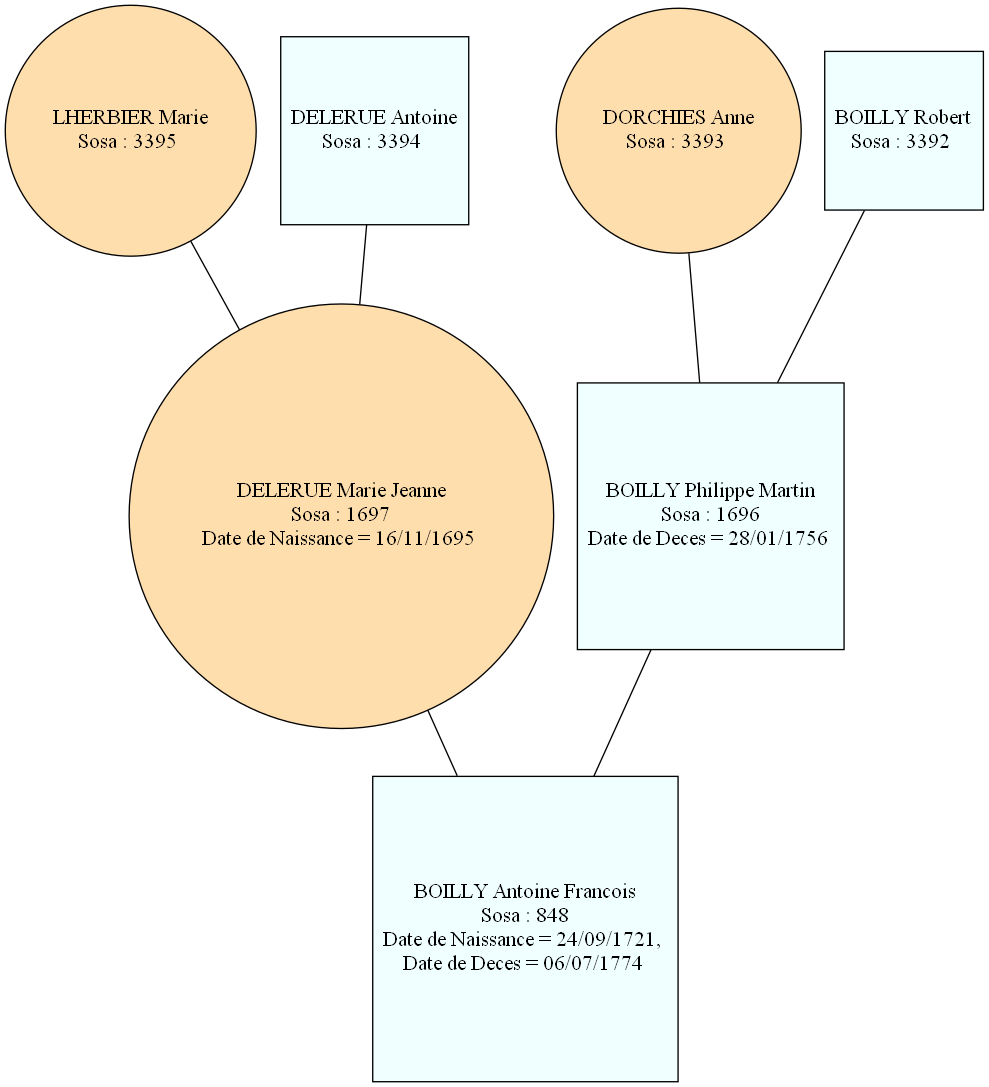 LHERBIER Marie
Sosa : 3395
DELERUE Antoine
Sosa : 3394
DORCHIES Anne
Sosa : 3393
BOILLY Robert
Sosa : 3392
DELERUE Marie Jeanne
Sosa : 1697
Date de Naissance = 16/11/1695
BOILLY Philippe Martin
Sosa : 1696
Date de Deces = 28/01/1756
BOILLY Antoine Francois
Sosa : 848
Date de Naissance = 24/09/1721,
Date de Deces = 06/07/1774